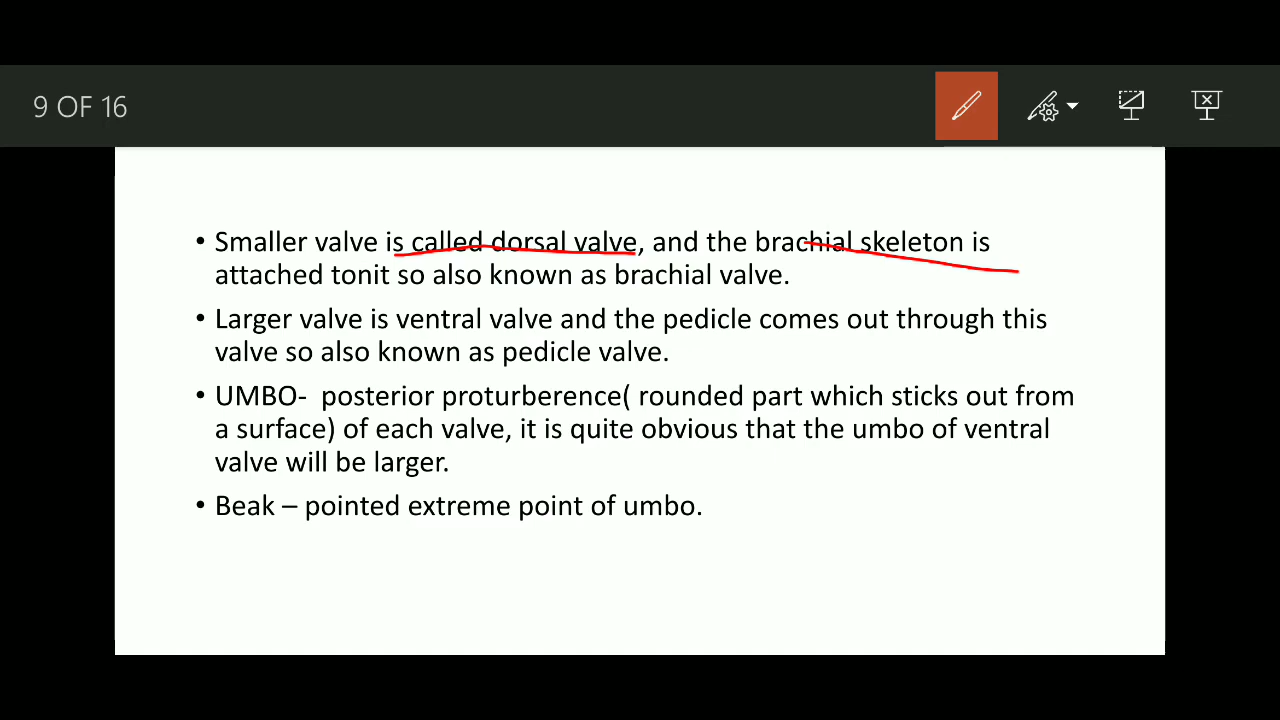 9 OF 16
• Smaller valve is called dorsal valve, and the brachial skeleton is
attached tonit so also known as brachial valve.
• Larger valve is ventral valve and the pedicle comes out through this
valve so also known as pedicle valve.
• UMBO- posterior proturberence( rounded part which sticks out from
a surface) of each valve, it is quite obvious that the umbo of ventral
valve will be larger.
• Beak – pointed extreme point of umbo.